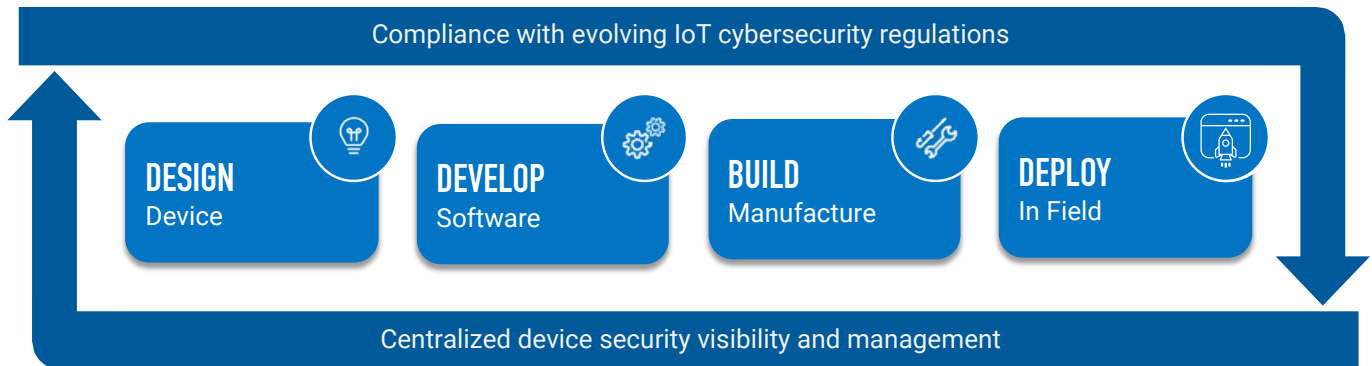 Compliance with evolving IoT cybersecurity regulations
DESIGN
Device
DEVELOP
Software
BUILD
Manufacture
DEPLOY
In Field
Centralized device security visibility and management